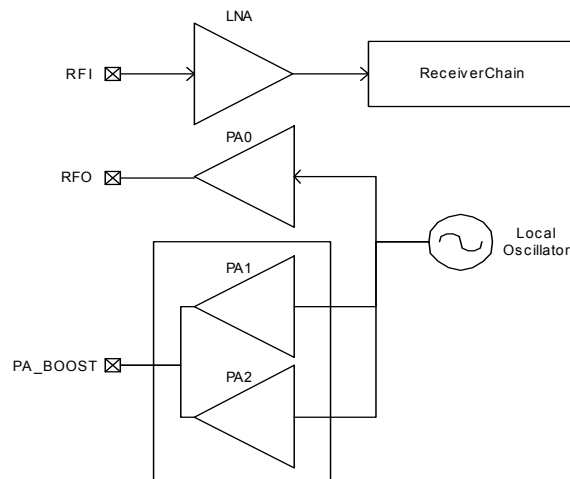 LNA
RFI
ReceiverChain
PA0
RFO
Local
Oscillator
PA1
PA_BOOST
PA2